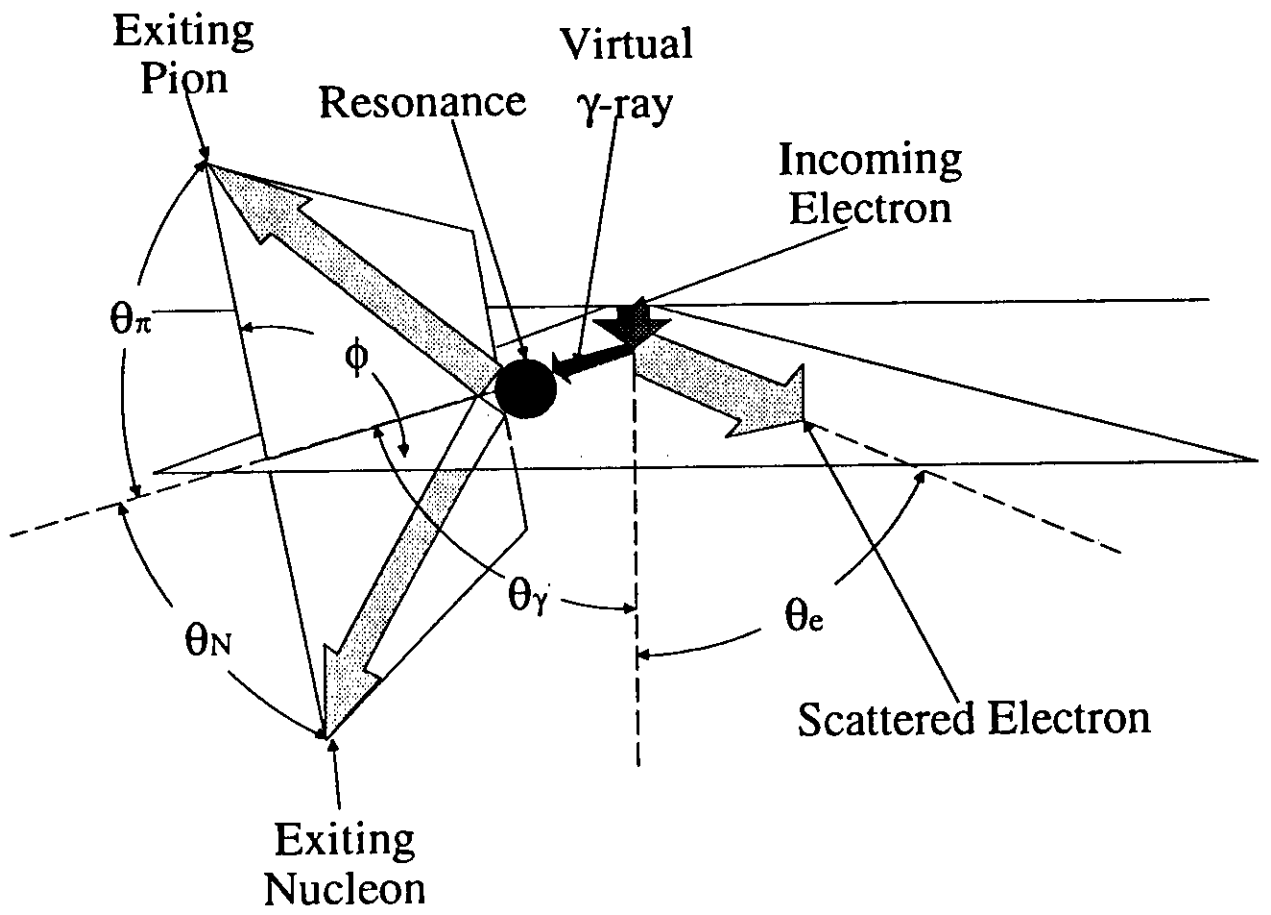 Exiting
Pion
Resonance
Virtual
γ-ray
Incoming
Electron
θπ
ϕ
θγ
θN
θe
Scattered Electron
Exiting
Nucleon